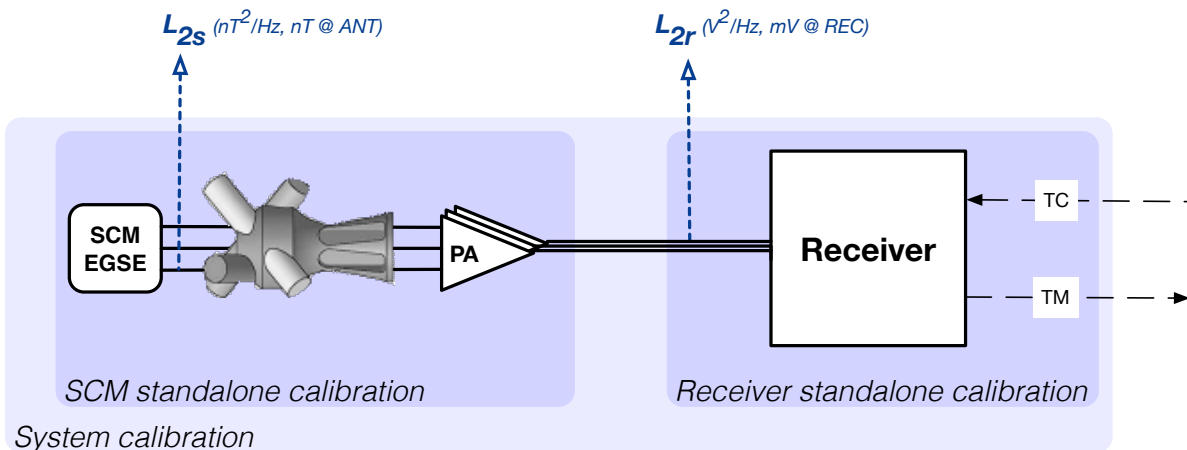 L2s (nT²/Hz, nT @ ANT)
L2r (V²/Hz, mV @ REC)
SCM
EGSE
PA
Receiver
TC
TM
SCM standalone calibration
Receiver standalone calibration
System calibration